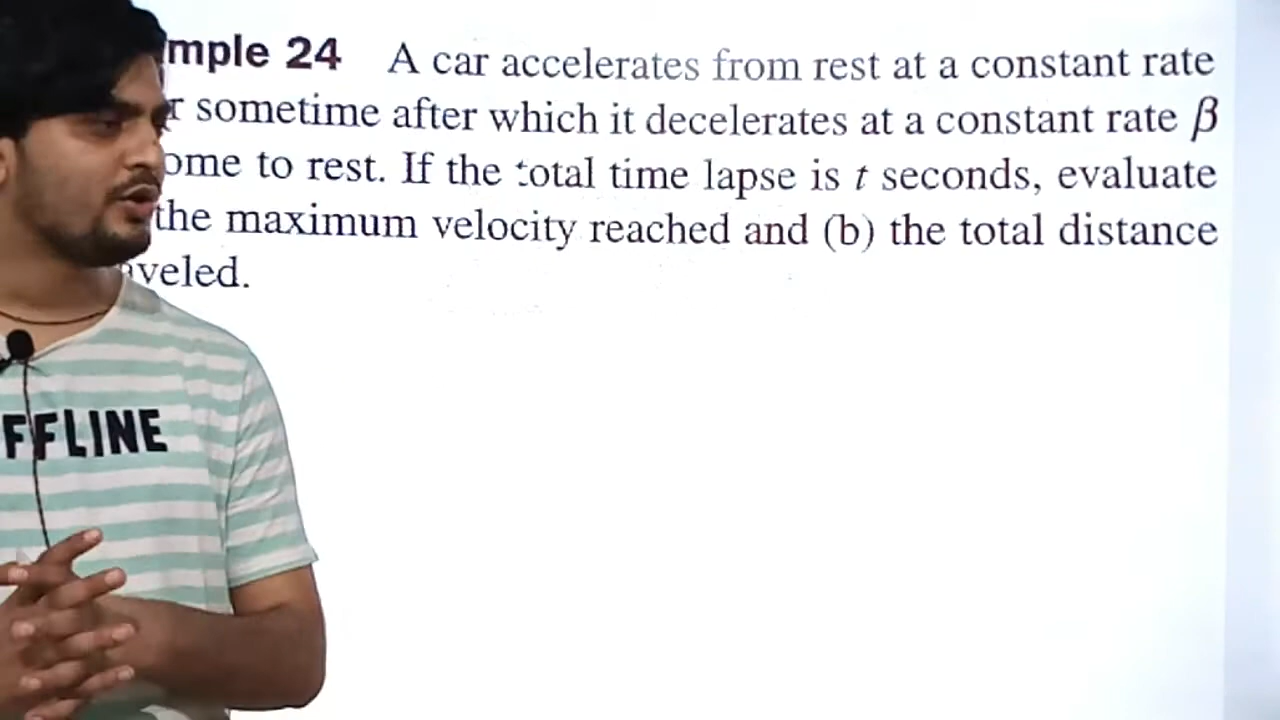 mple 24 A car accelerates from rest at a constant rate
r sometime after which it decelerates at a constant rate β
ome to rest. If the total time lapse is t seconds, evaluate
the maximum velocity reached and (b) the total distance
veled.
FFLINE